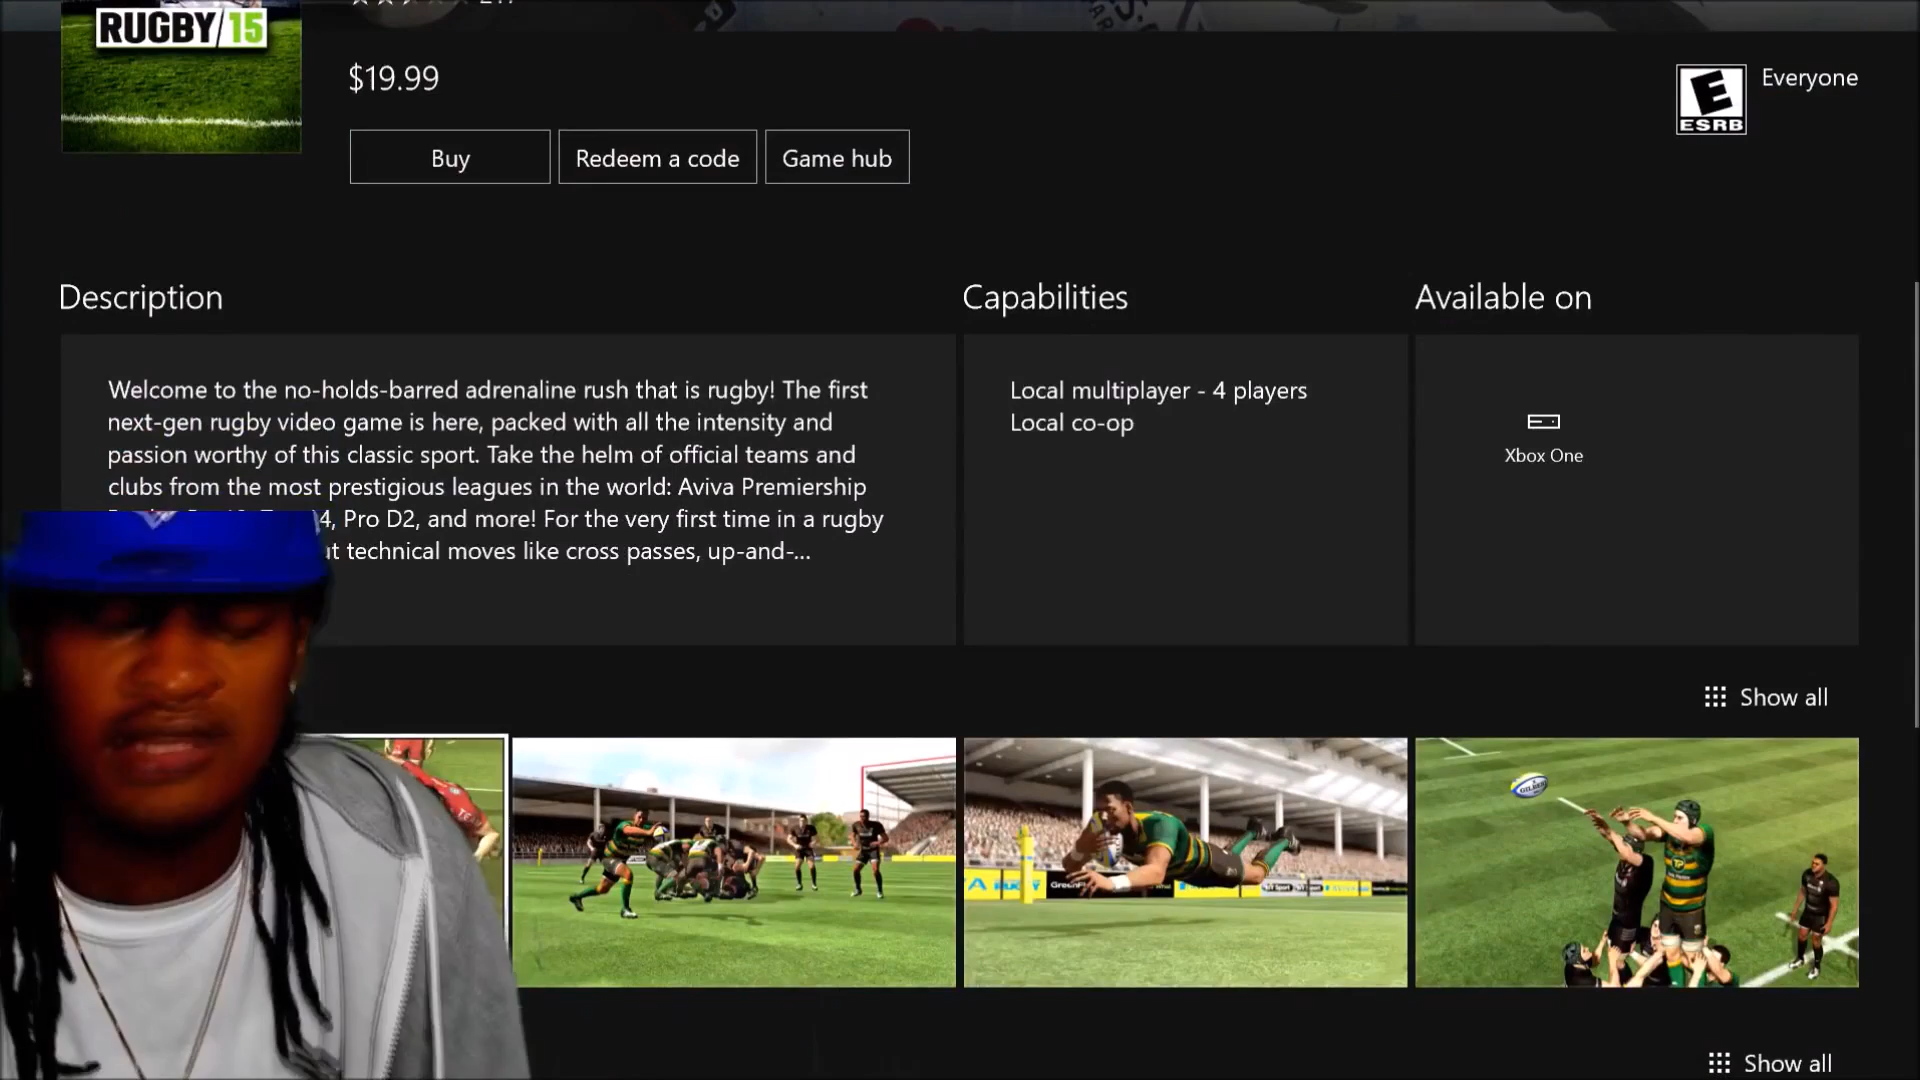 RUGBY/15
$19.99
Everyone
ESRB
Buy
Redeem a code
Game hub
Description
Capabilities
Available on
Welcome to the no-holds-barred adrenaline rush that is rugby! The first
next-gen rugby video game is here, packed with all the intensity and
passion worthy of this classic sport. Take the helm of official teams and
clubs from the most prestigious leagues in the world: Aviva Premiership
4, Pro D2, and more! For the very first time in a rugby
technical moves like cross passes, up-and-...
Local multiplayer - 4 players
Local co-op
Xbox One
Show all
GILBERT
Show all